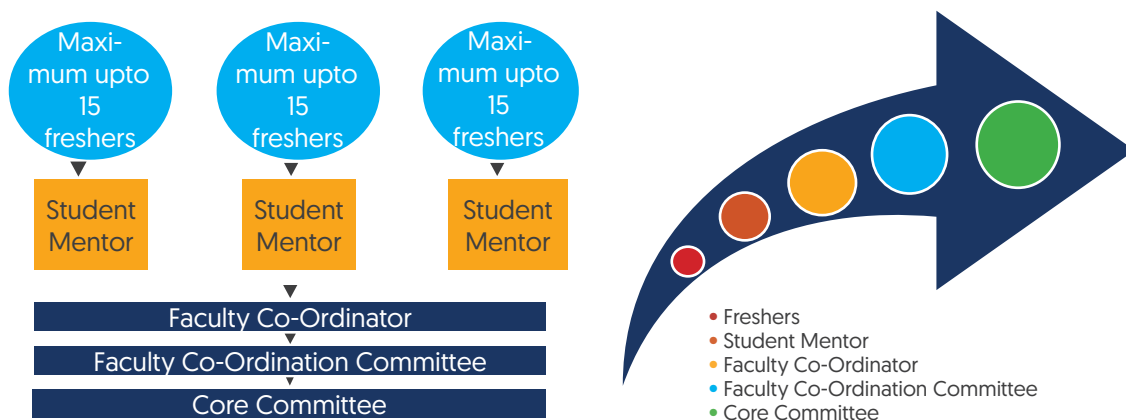 Maxi-
mum upto
15
freshers
Maxi-
mum upto
15
freshers
Maxi-
mum upto
15
freshers
Student
Mentor
Student
Mentor
Student
Mentor
Faculty Co-Ordinator
Faculty Co-Ordination Committee
Core Committee
• Freshers
• Student Mentor
• Faculty Co-Ordinator
• Faculty Co-Ordination Committee
• Core Committee